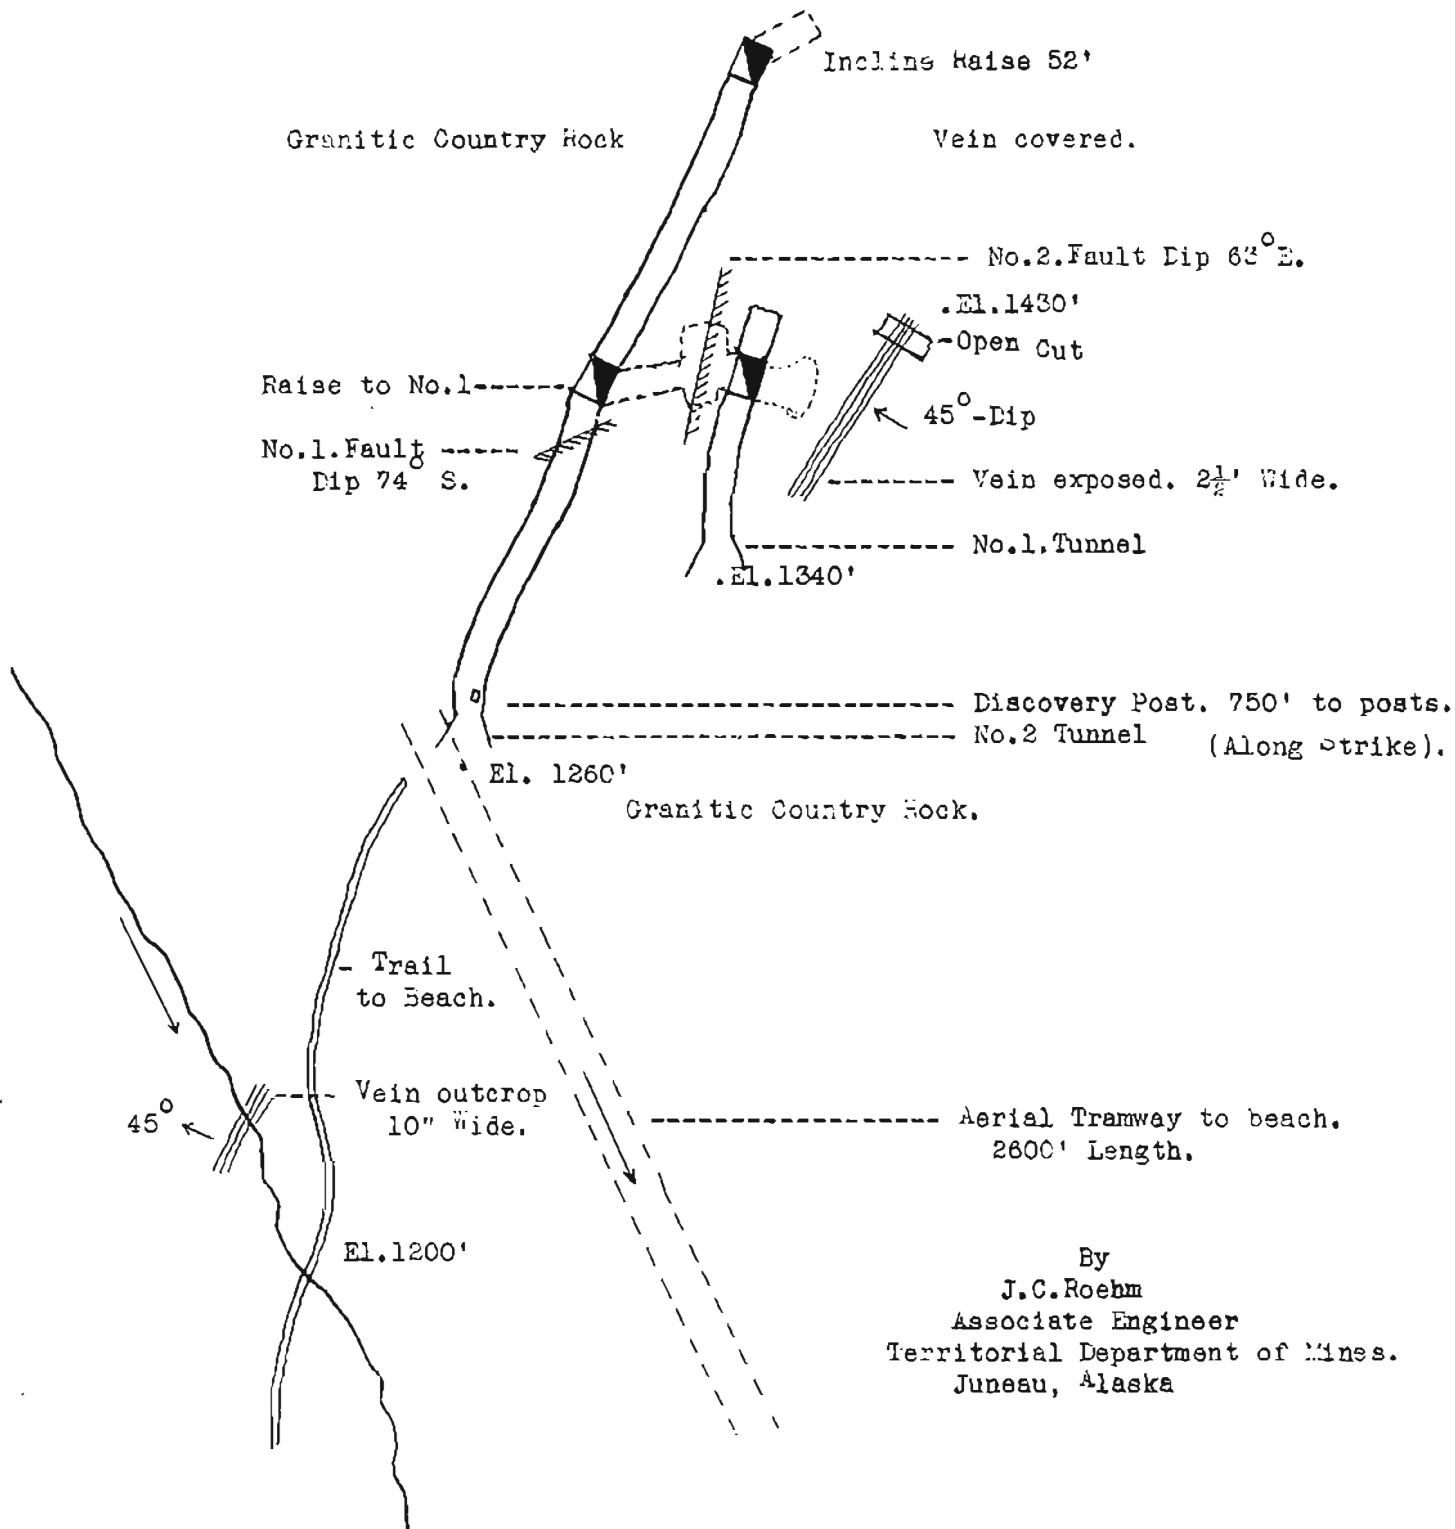 Incline Raise 52'
Granitic Country Rock
Vein covered.
No.2.Fault Dip 63°E.
.El.1430'
Open Cut
Raise to No.1
45°-Dip
No.1.Fault
Dip 74° S.
Vein exposed. 2½' Wide.
No.1.Tunnel
.El.1340'
Discovery Post. 750' to posts.
No.2 Tunnel (Along Strike).
El. 1260'
Granitic Country Rock.
Trail
to Beach.
Vein outcrop
10" Wide.
45°
Aerial Tramway to beach.
2600' Length.
El.1200'
By
J.C.Roehm
Associate Engineer
Territorial Department of Mines.
Juneau, Alaska